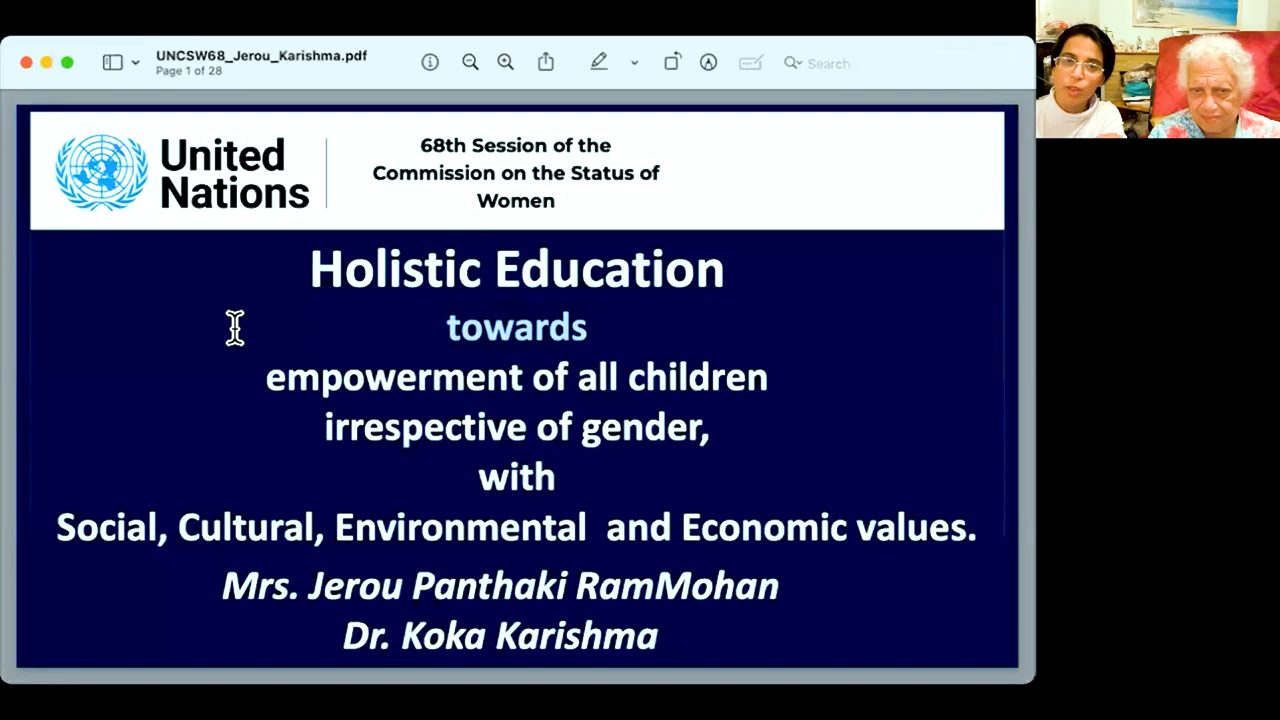 UNCSW68_Jerou_Karishma.pdf
Page 1 of 28
Search
United
Nations
68th Session of the
Commission on the Status of
Women
Holistic Education
towards
empowerment of all children
irrespective of gender,
with
Social, Cultural, Environmental and Economic values.
Mrs. Jerou Panthaki RamMohan
Dr. Koka Karishma